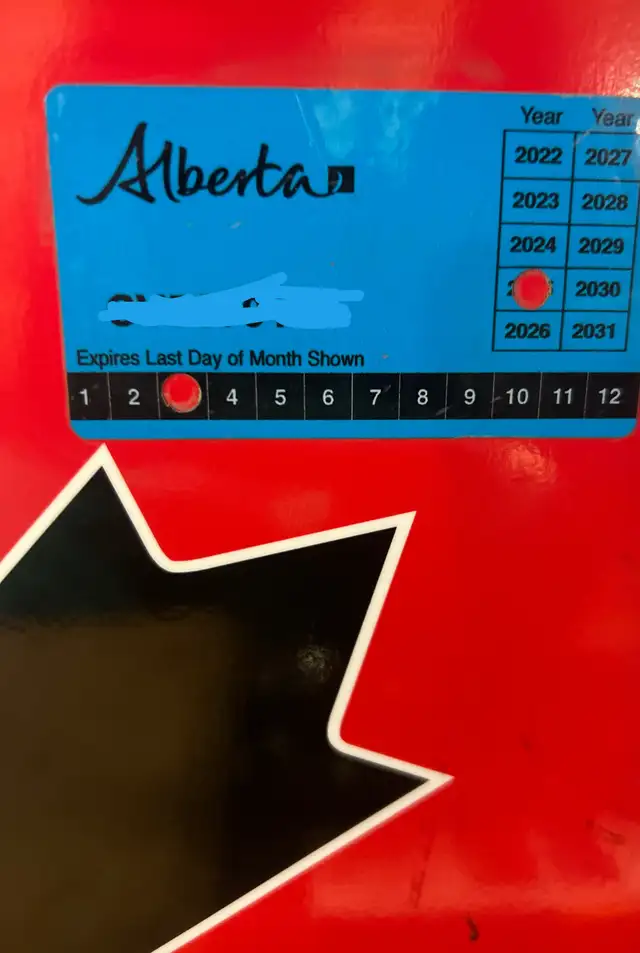 Alberta
Year Year
2022 2027
2023 2028
2024 2029
2030
2026 2031
Expires Last Day of Month Shown
1 2 4 5 6 7 8 9 10 11 12